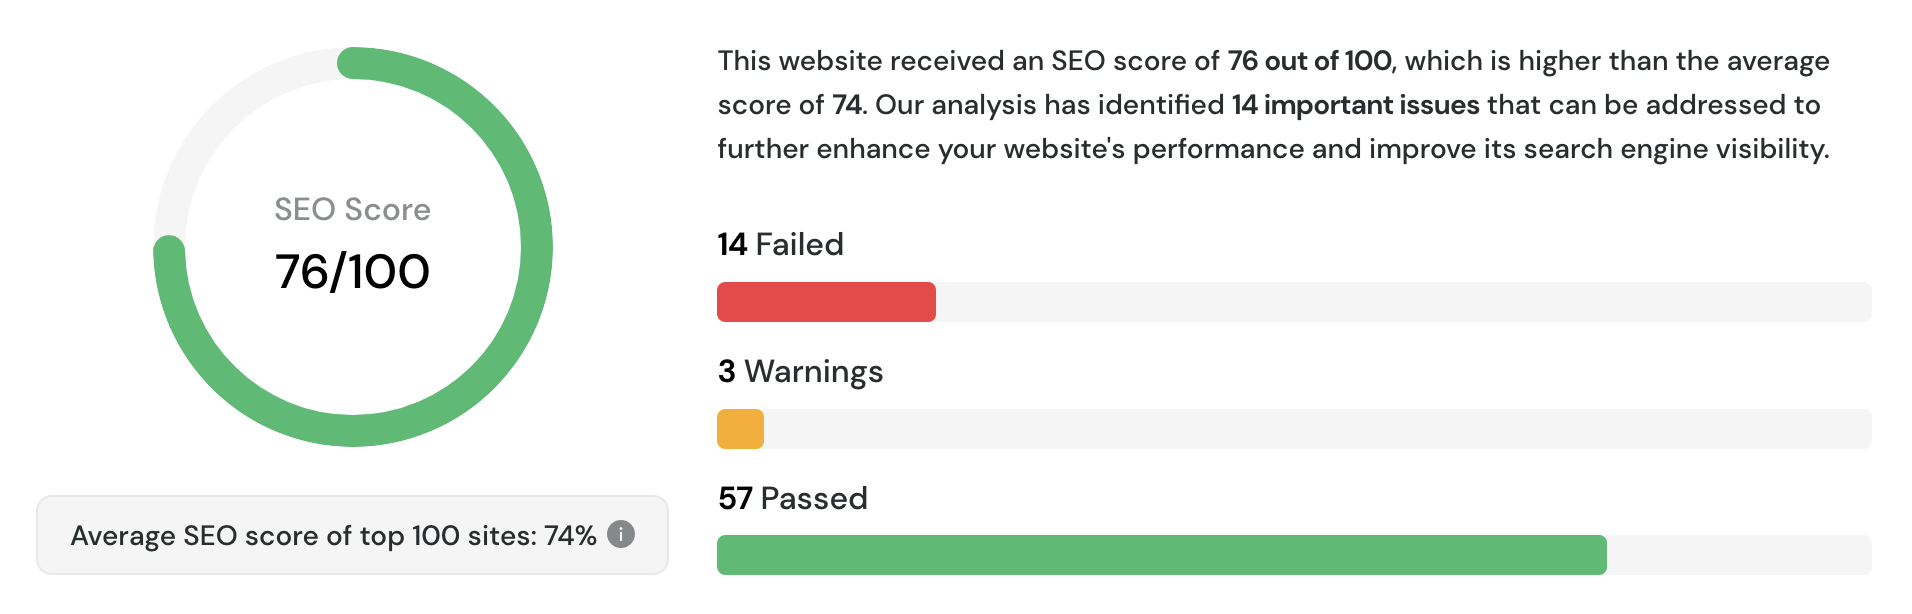 SEO Score
76/100
Average SEO score of top 100 sites: 74%
This website received an SEO score of 76 out of 100, which is higher than the average
score of 74. Our analysis has identified 14 important issues that can be addressed to
further enhance your website's performance and improve its search engine visibility.
14 Failed
3 Warnings
57 Passed